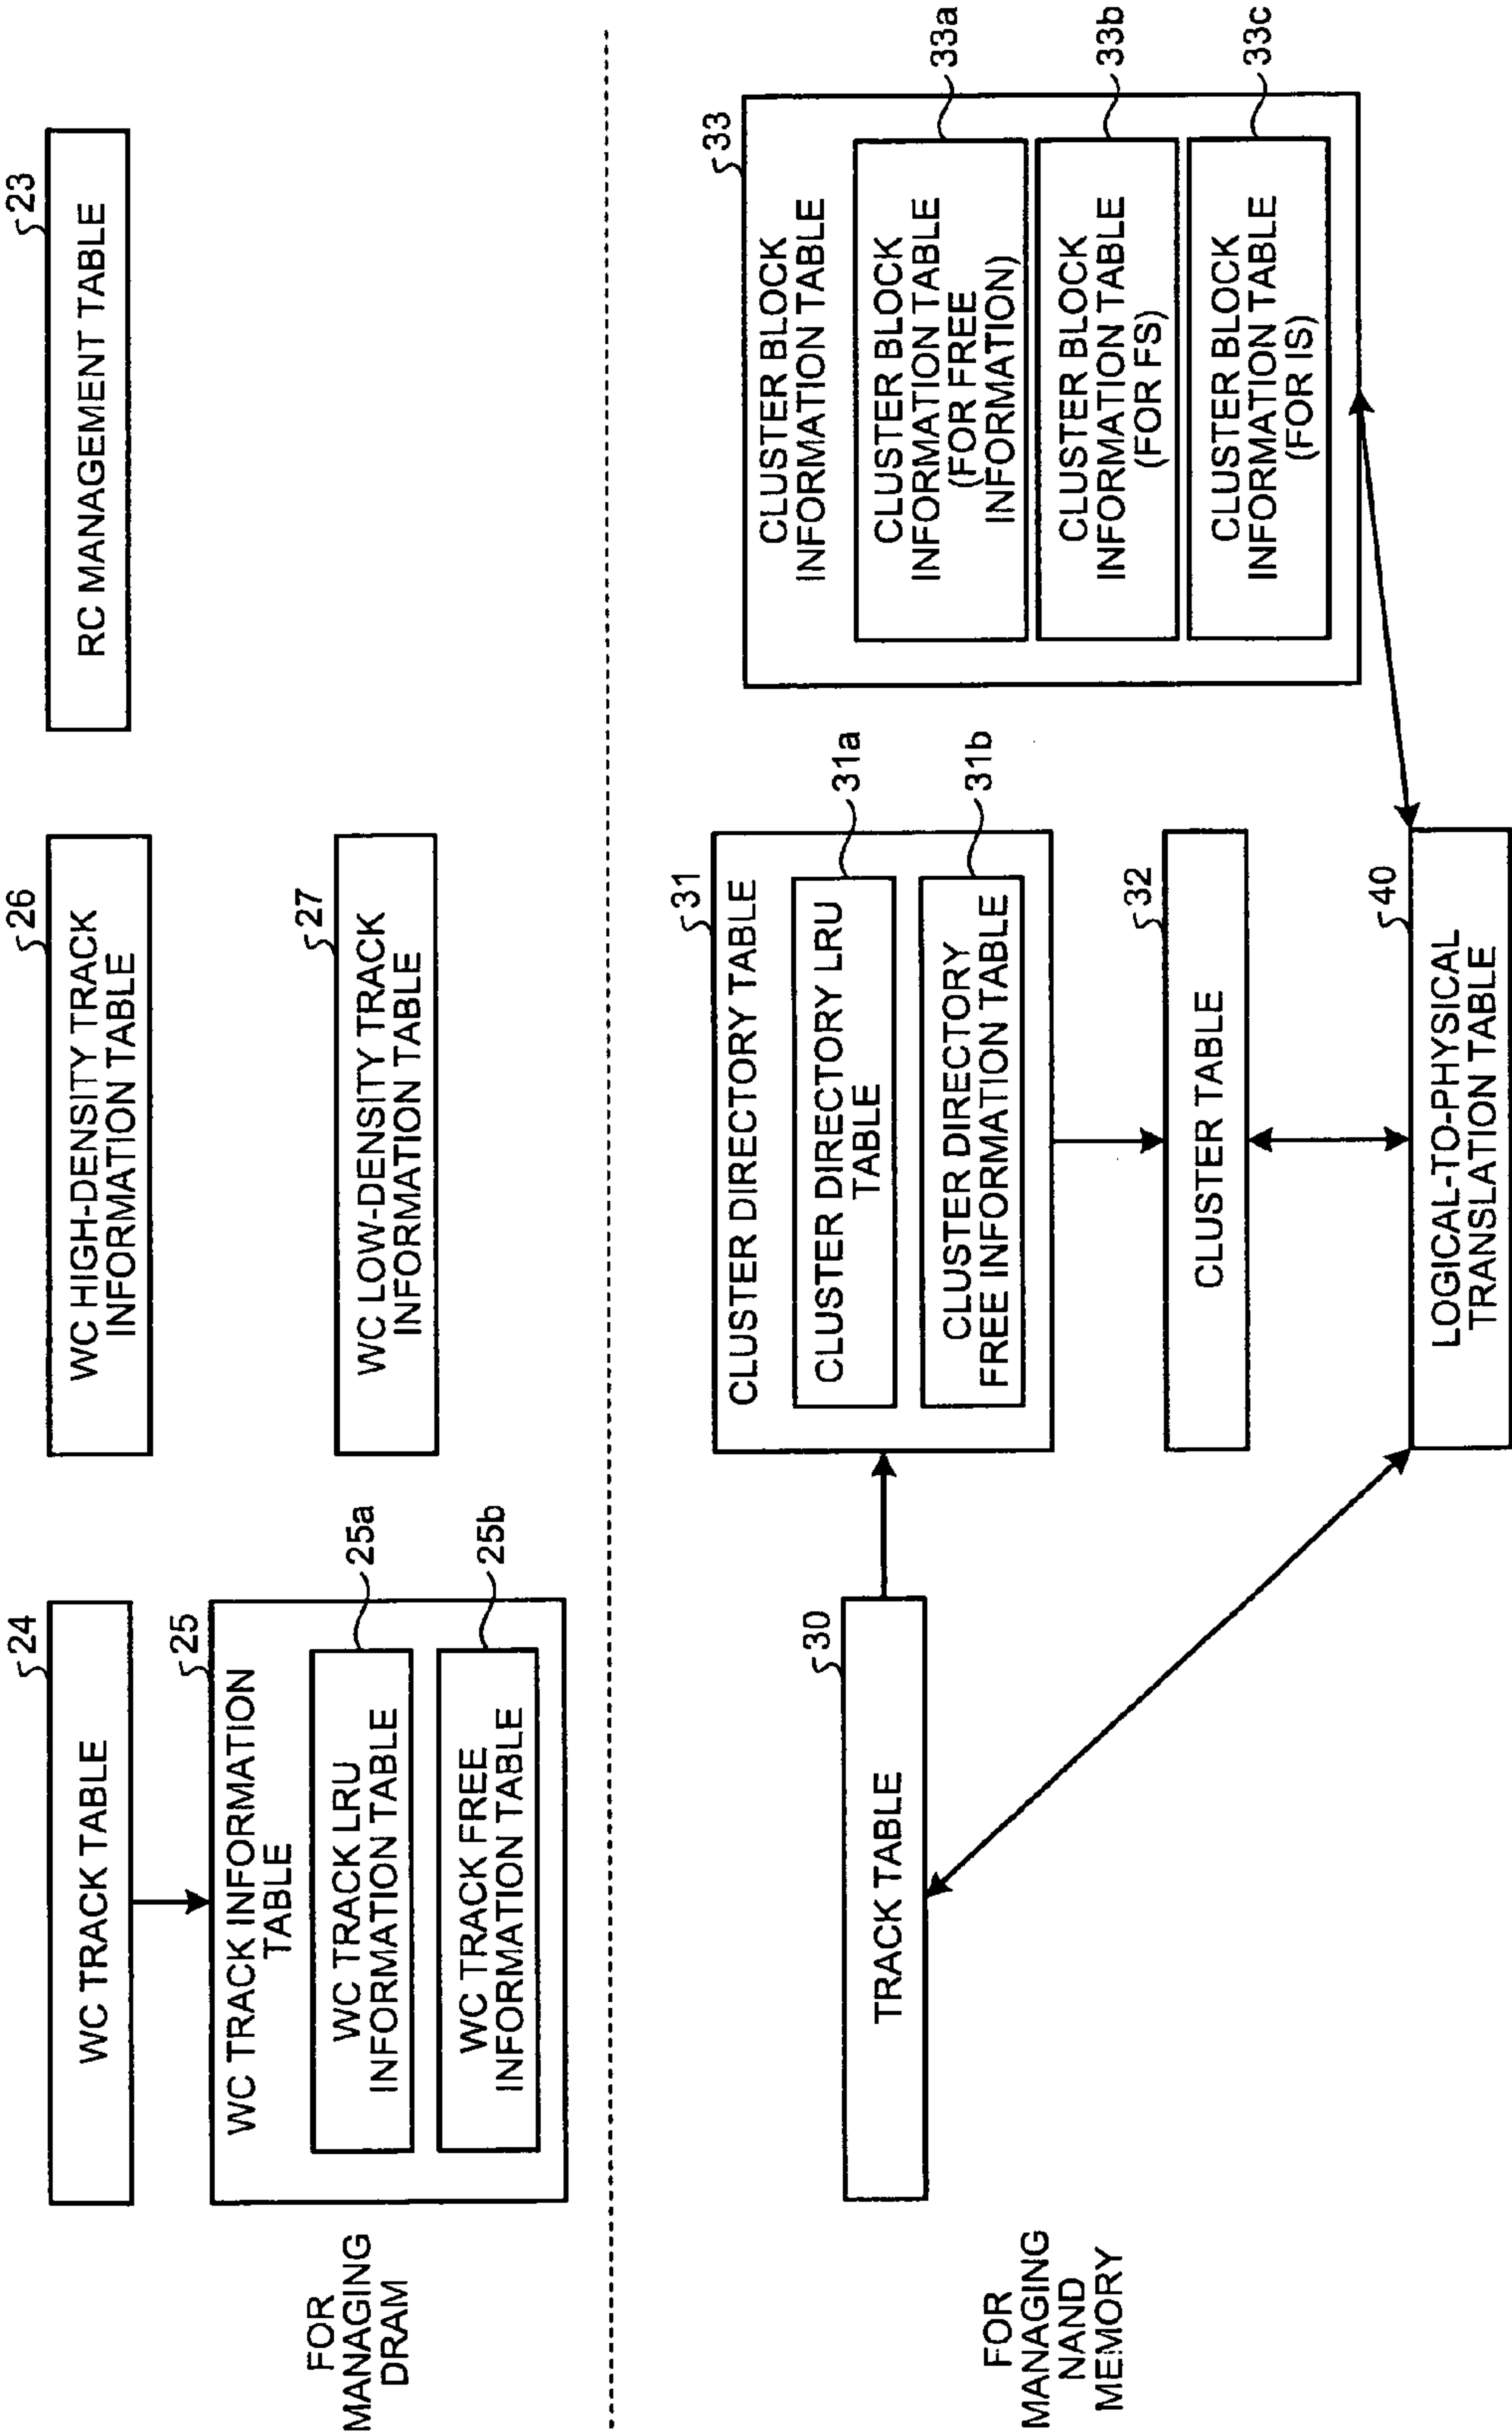 FOR
MANAGING
DRAM
24
WC TRACK TABLE
25
WC TRACK INFORMATION
TABLE
WC TRACK LRU
INFORMATION TABLE
25a
WC TRACK FREE
INFORMATION TABLE
25b
26
WC HIGH-DENSITY TRACK
INFORMATION TABLE
27
WC LOW-DENSITY TRACK
INFORMATION TABLE
23
RC MANAGEMENT TABLE
FOR
MANAGING
NAND
MEMORY
30
TRACK TABLE
31
CLUSTER DIRECTORY TABLE
CLUSTER DIRECTORY LRU
TABLE
31a
CLUSTER DIRECTORY
FREE INFORMATION TABLE
31b
32
CLUSTER TABLE
40
LOGICAL-TO-PHYSICAL
TRANSLATION TABLE
33
CLUSTER BLOCK
INFORMATION TABLE
CLUSTER BLOCK
INFORMATION TABLE
(FOR FREE
INFORMATION)
33a
CLUSTER BLOCK
INFORMATION TABLE
(FOR FS)
33b
CLUSTER BLOCK
INFORMATION TABLE
(FOR IS)
33c